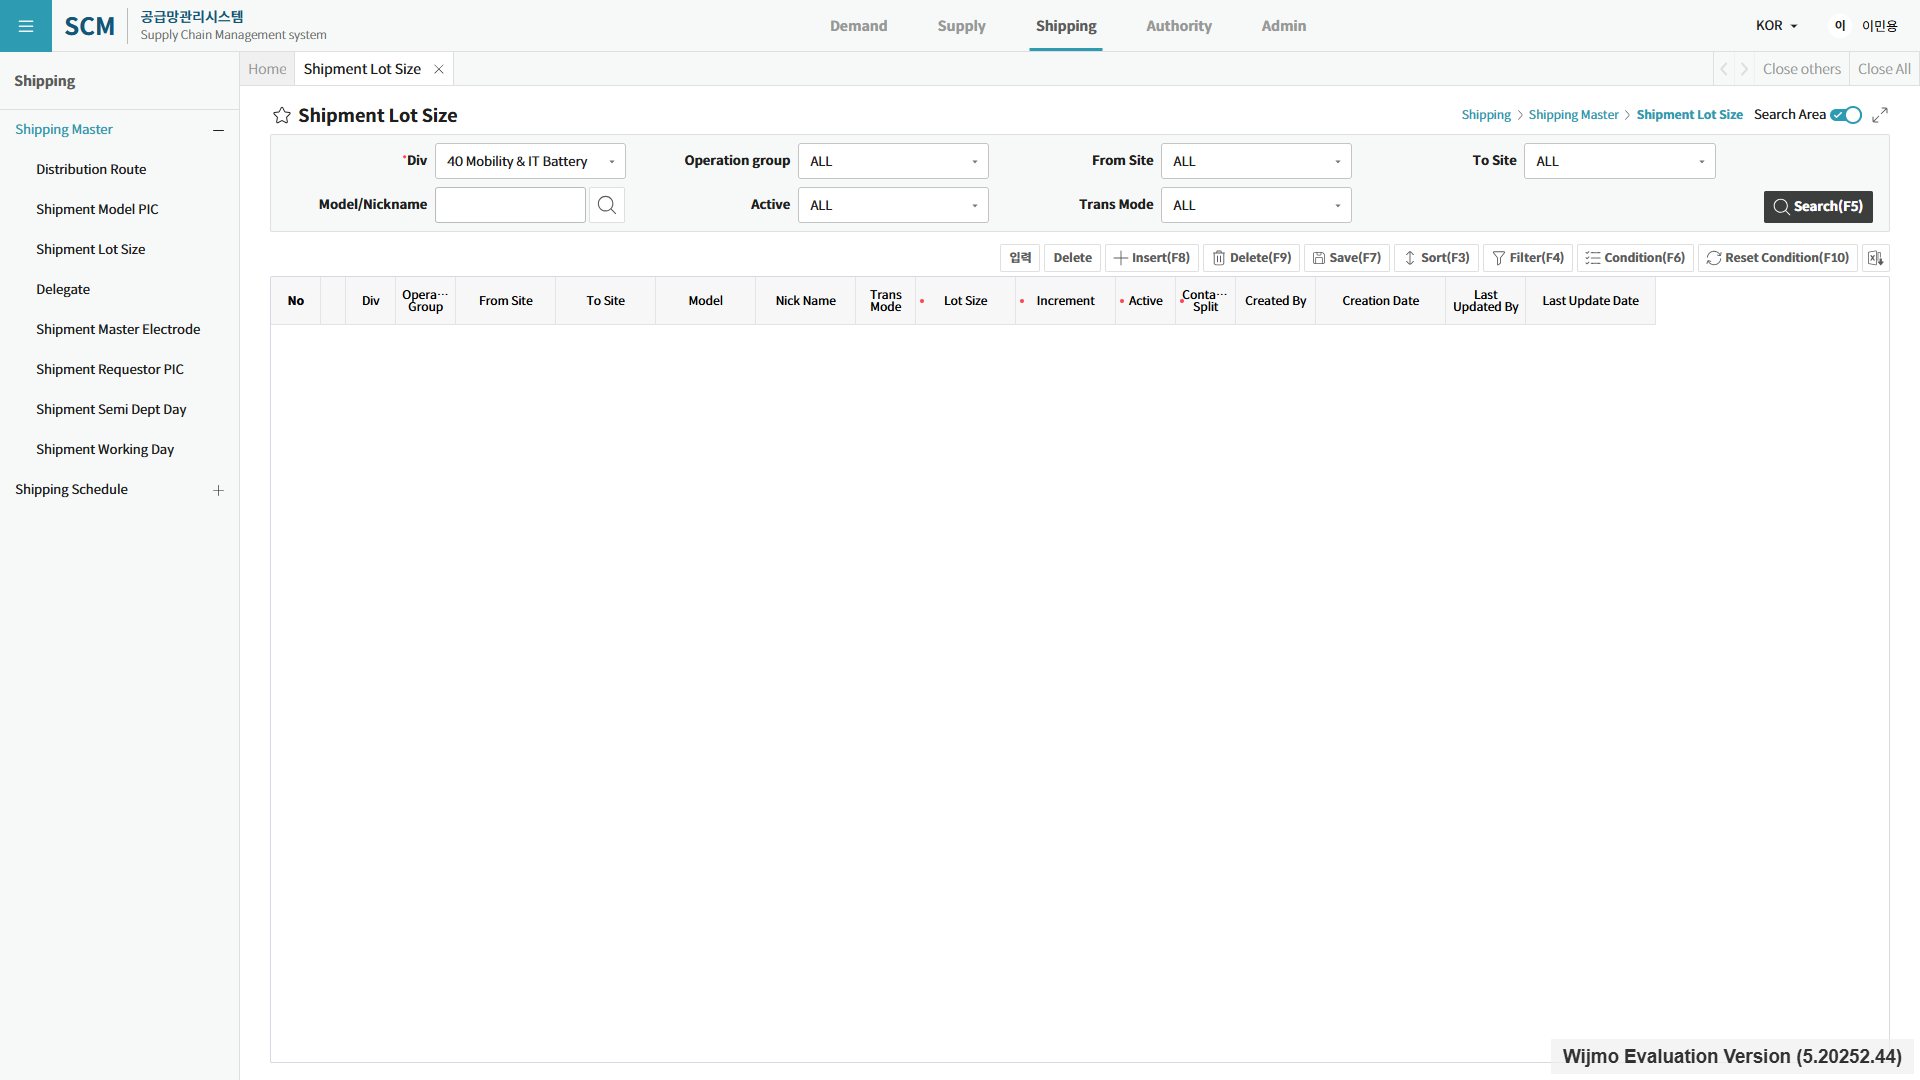 SCM
공급망관리시스템
Supply Chain Management system
Demand
Supply
Shipping
Authority
Admin
KOR
이
이민용
Shipping
Home
Shipment Lot Size
Close others
Close All
Shipping Master
Distribution Route
Shipment Model PIC
Shipment Lot Size
Delegate
Shipment Master Electrode
Shipment Requestor PIC
Shipment Semi Dept Day
Shipment Working Day
Shipping Schedule
Shipment Lot Size
Shipping > Shipping Master > Shipment Lot Size
Search Area
*Div
40 Mobility & IT Battery
Operation group
ALL
From Site
ALL
To Site
ALL
Model/Nickname
Active
ALL
Trans Mode
ALL
Search(F5)
입력
Delete
Insert(F8)
Delete(F9)
Save(F7)
Sort(F3)
Filter(F4)
Condition(F6)
Reset Condition(F10)
No
Div
Opera···
Group
From Site
To Site
Model
Nick Name
Trans
Mode
Lot Size
Increment
Active
Conta···
Split
Created By
Creation Date
Last
Updated By
Last Update Date
Wijmo Evaluation Version (5.20252.44)